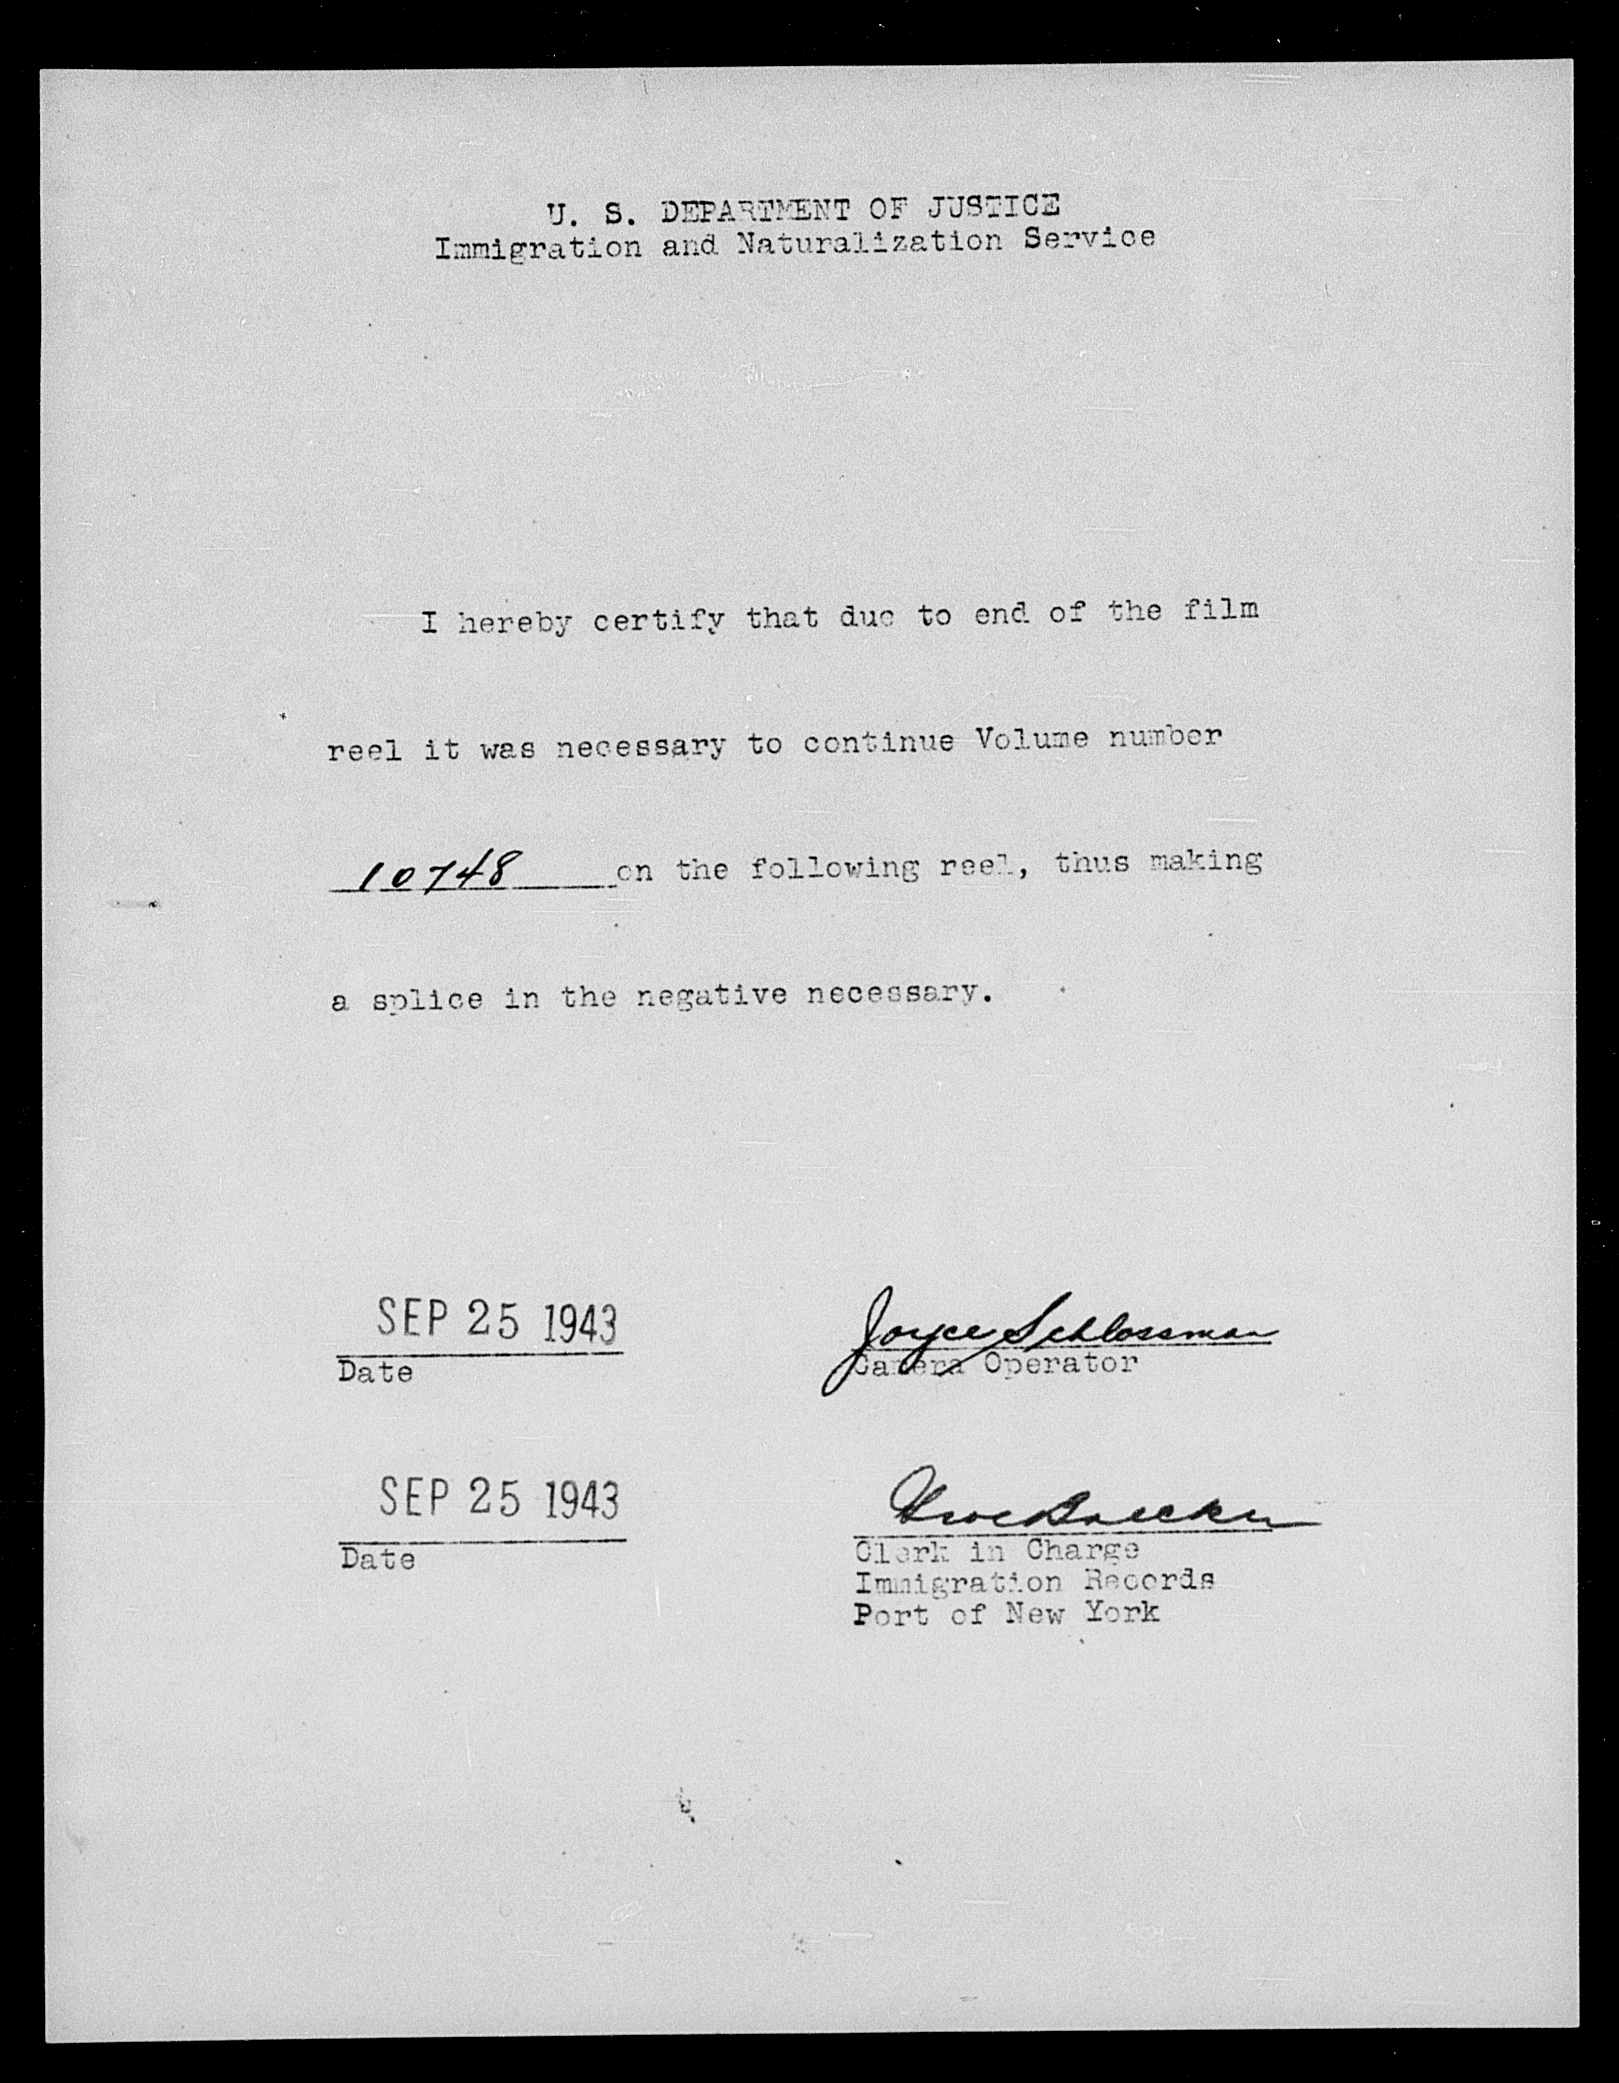 U. S. DEPARTMENT OF JUSTICE
Immigration and Naturalization Service
I hereby certify that due to end of the film
reel it was necessary to continue Volume number
10748 on the following reel, thus making
a splice in the negative necessary.
SEP 25 1943
Date
Joyce Schlossman
Camera Operator
SEP 25 1943
Date
Clerk in Charge
Immigration Records
Port of New York